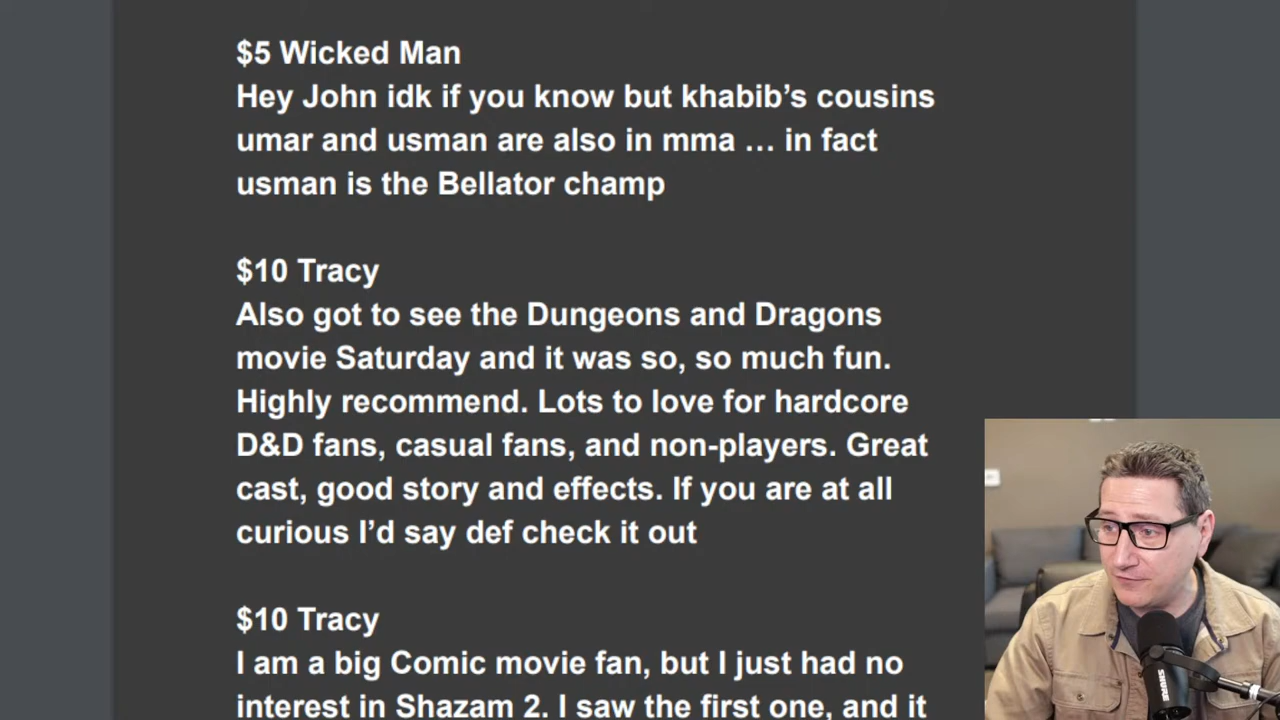 $5 Wicked Man
Hey John idk if you know but khabib’s cousins
umar and usman are also in mma … in fact
usman is the Bellator champ
$10 Tracy
Also got to see the Dungeons and Dragons
movie Saturday and it was so, so much fun.
Highly recommend. Lots to love for hardcore
D&D fans, casual fans, and non-players. Great
cast, good story and effects. If you are at all
curious I’d say def check it out
$10 Tracy
I am a big Comic movie fan, but I just had no
interest in Shazam 2. I saw the first one, and it
SHURE